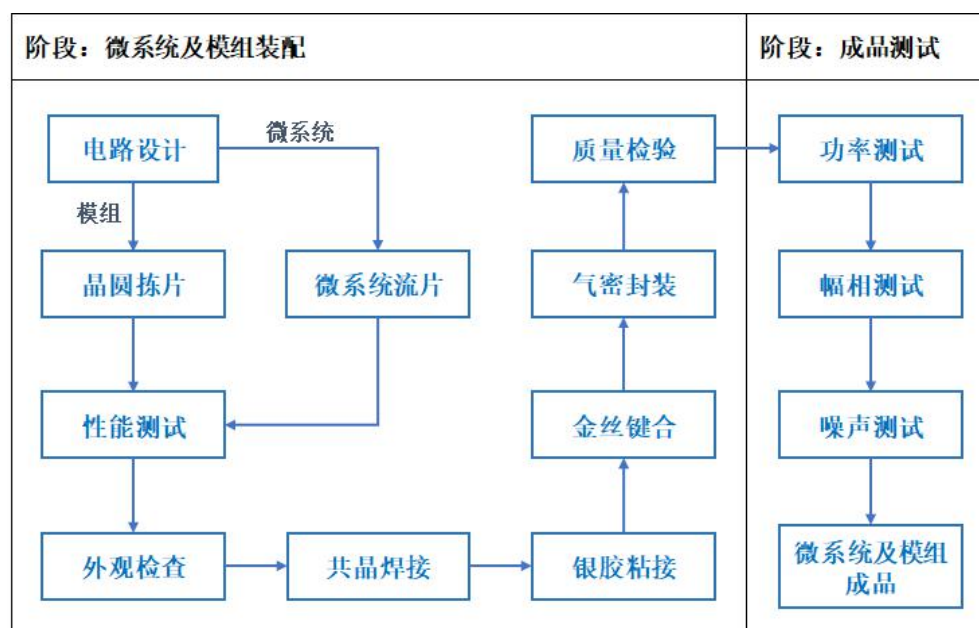 阶段：微系统及模组装配
阶段：成品测试
电路设计
微系统
质量检验
功率测试
模组
晶圆拣片
微系统流片
气密封装
幅相测试
性能测试
金丝键合
噪声测试
外观检查
共晶焊接
银胶粘接
微系统及模组
成品